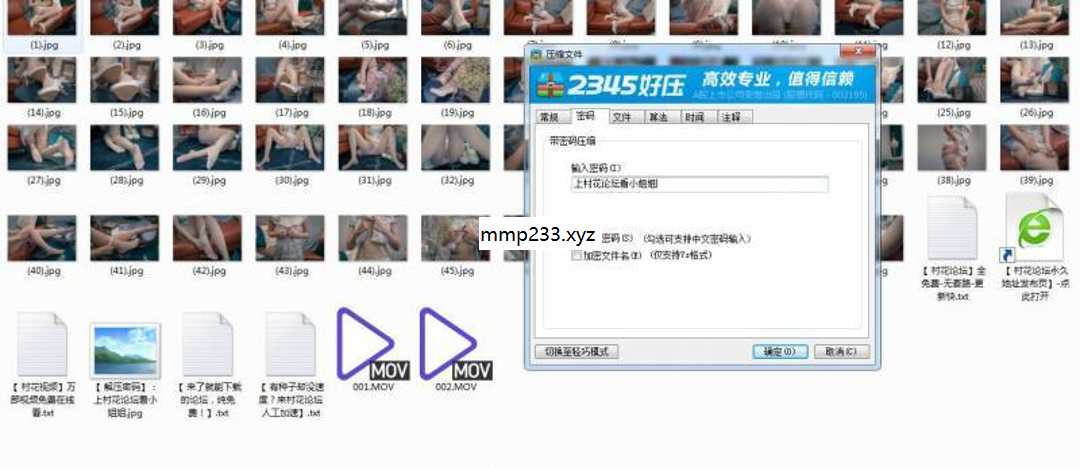 (1).jpg
(2).jpg
(3).jpg
(4).jpg
(5).jpg
(6).jpg
(12).jpg
(13).jpg
压缩文件
2345好压 高效专业，值得信赖
常规 密码 文件 算法 时间 注释
带密码压缩
输入密码(I)
上村花论坛看小姐姐
密码(S) (勾选可支持中文密码输入)
加密文件名(E) (仅支持7z格式)
切换至轻巧模式
确定(O)
取消(C)
mmp233.xyz
(14).jpg
(15).jpg
(16).jpg
(17).jpg
(18).jpg
(19).jpg
(25).jpg
(26).jpg
(27).jpg
(28).jpg
(29).jpg
(30).jpg
(31).jpg
(32).jpg
(38).jpg
(39).jpg
(40).jpg
(41).jpg
(42).jpg
(43).jpg
(44).jpg
(45).jpg
【 村花论坛】全
免费-无套路-更
新快.txt
【 村花论坛永久
地址发布页】-点
此打开
【 村花视频】万
部视频免费在线
看.txt
【 解压密码】：
上村花论坛看小
姐姐.jpg
【 来了就能下载
的论坛，纯免
费！】.txt
【 有种子却没速
度？来村花论坛
人工加速】.txt
MOV
001.MOV
MOV
002.MOV